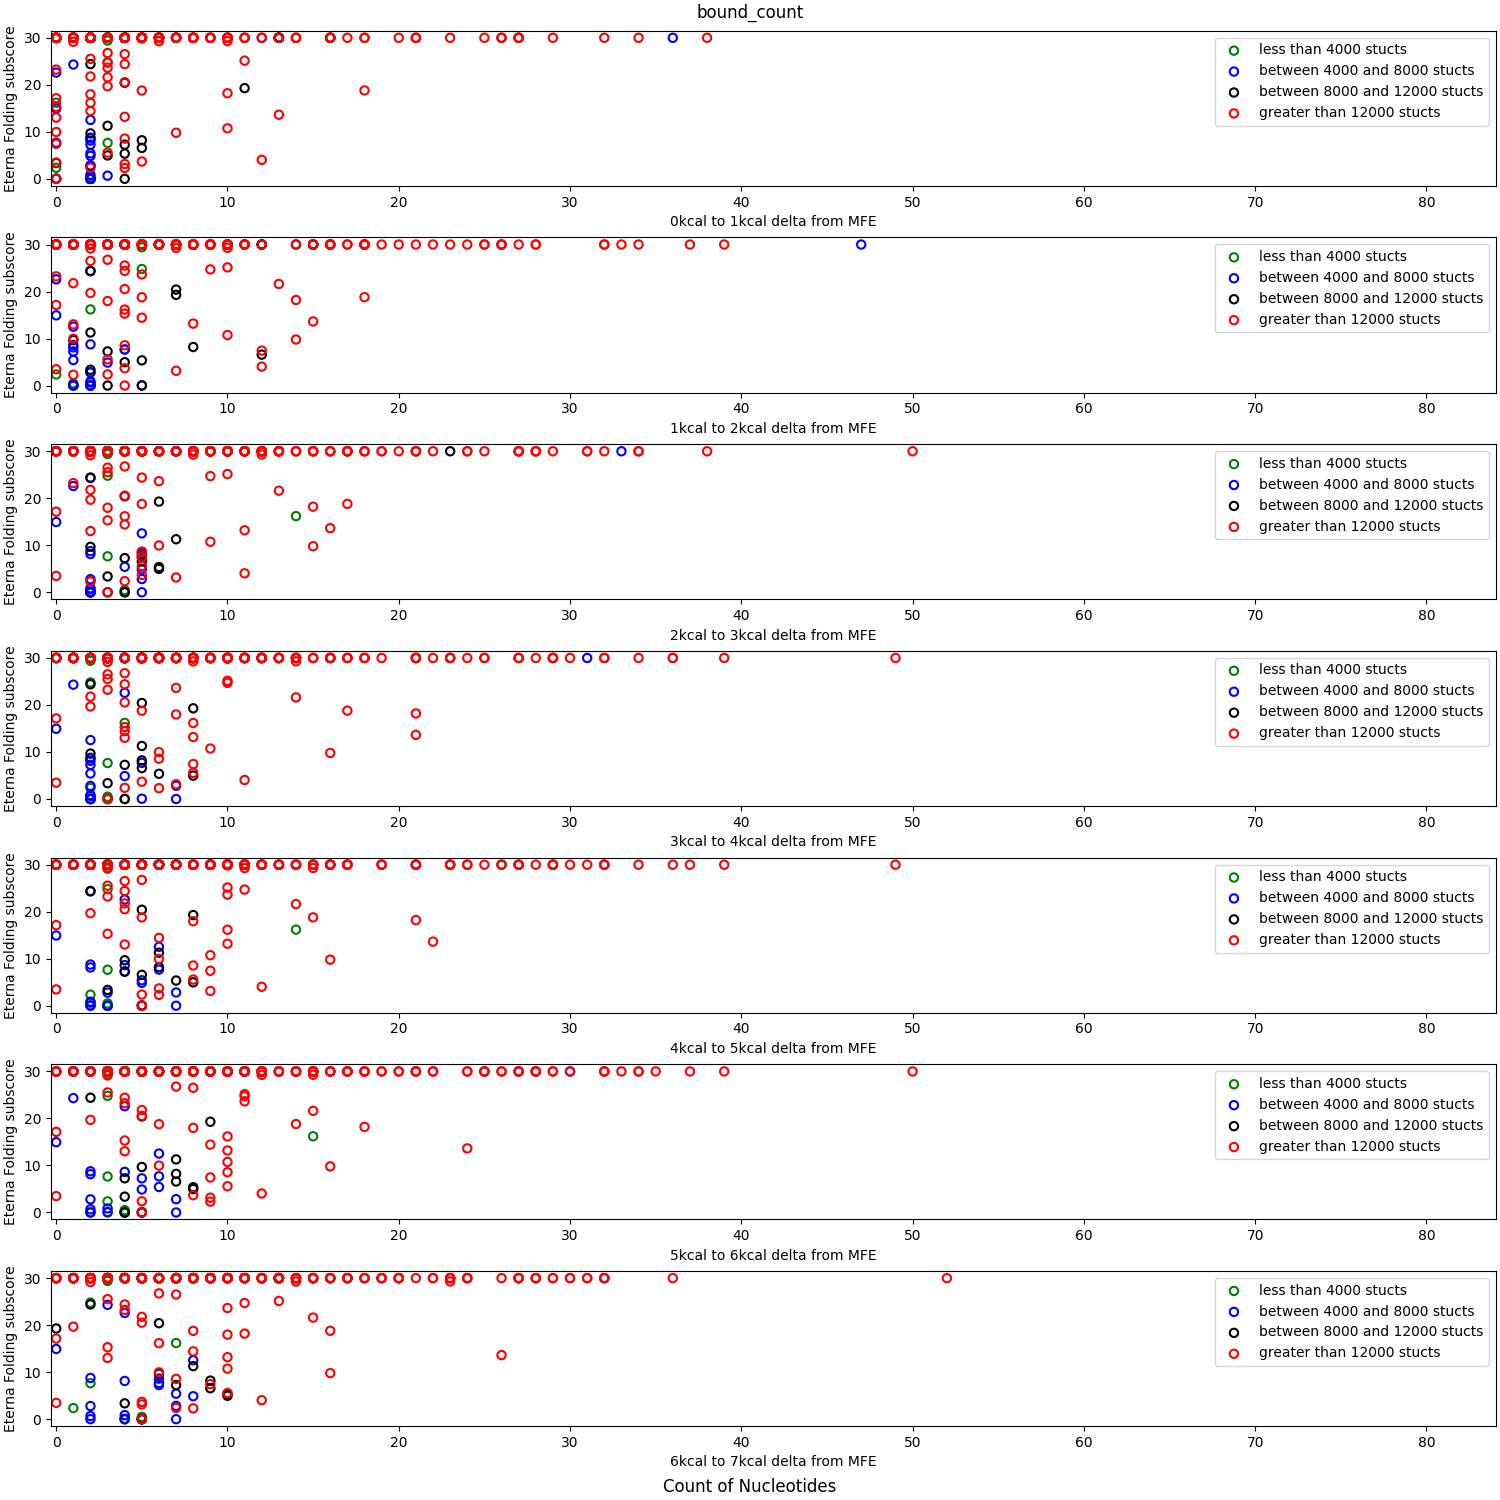 bound_count
Eterna Folding subscore
30
20
10
0
less than 4000 stucts
between 4000 and 8000 stucts
between 8000 and 12000 stucts
greater than 12000 stucts
0 10 20 30 40 50 60 70 80
0kcal to 1kcal delta from MFE
Eterna Folding subscore
30
20
10
0
less than 4000 stucts
between 4000 and 8000 stucts
between 8000 and 12000 stucts
greater than 12000 stucts
0 10 20 30 40 50 60 70 80
1kcal to 2kcal delta from MFE
Eterna Folding subscore
30
20
10
0
less than 4000 stucts
between 4000 and 8000 stucts
between 8000 and 12000 stucts
greater than 12000 stucts
0 10 20 30 40 50 60 70 80
2kcal to 3kcal delta from MFE
Eterna Folding subscore
30
20
10
0
less than 4000 stucts
between 4000 and 8000 stucts
between 8000 and 12000 stucts
greater than 12000 stucts
0 10 20 30 40 50 60 70 80
3kcal to 4kcal delta from MFE
Eterna Folding subscore
30
20
10
0
less than 4000 stucts
between 4000 and 8000 stucts
between 8000 and 12000 stucts
greater than 12000 stucts
0 10 20 30 40 50 60 70 80
4kcal to 5kcal delta from MFE
Eterna Folding subscore
30
20
10
0
less than 4000 stucts
between 4000 and 8000 stucts
between 8000 and 12000 stucts
greater than 12000 stucts
0 10 20 30 40 50 60 70 80
5kcal to 6kcal delta from MFE
Eterna Folding subscore
30
20
10
0
less than 4000 stucts
between 4000 and 8000 stucts
between 8000 and 12000 stucts
greater than 12000 stucts
0 10 20 30 40 50 60 70 80
6kcal to 7kcal delta from MFE
Count of Nucleotides